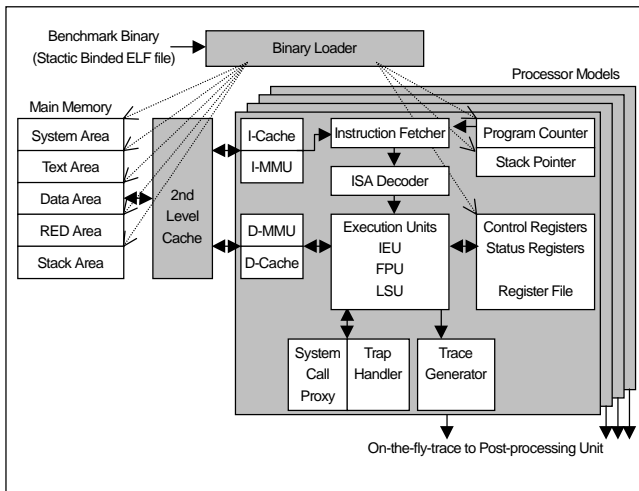 Benchmark Binary
(Stactic Binded ELF file)
Binary Loader
Processor Models
Main Memory
System Area
Text Area
Data Area
RED Area
Stack Area
2nd
Level
Cache
I-Cache
I-MMU
D-MMU
D-Cache
Instruction Fetcher
ISA Decoder
Execution Units
IEU
FPU
LSU
Program Counter
Stack Pointer
Control Registers
Status Registers
Register File
System
Call
Proxy
Trap
Handler
Trace
Generator
On-the-fly-trace to Post-processing Unit